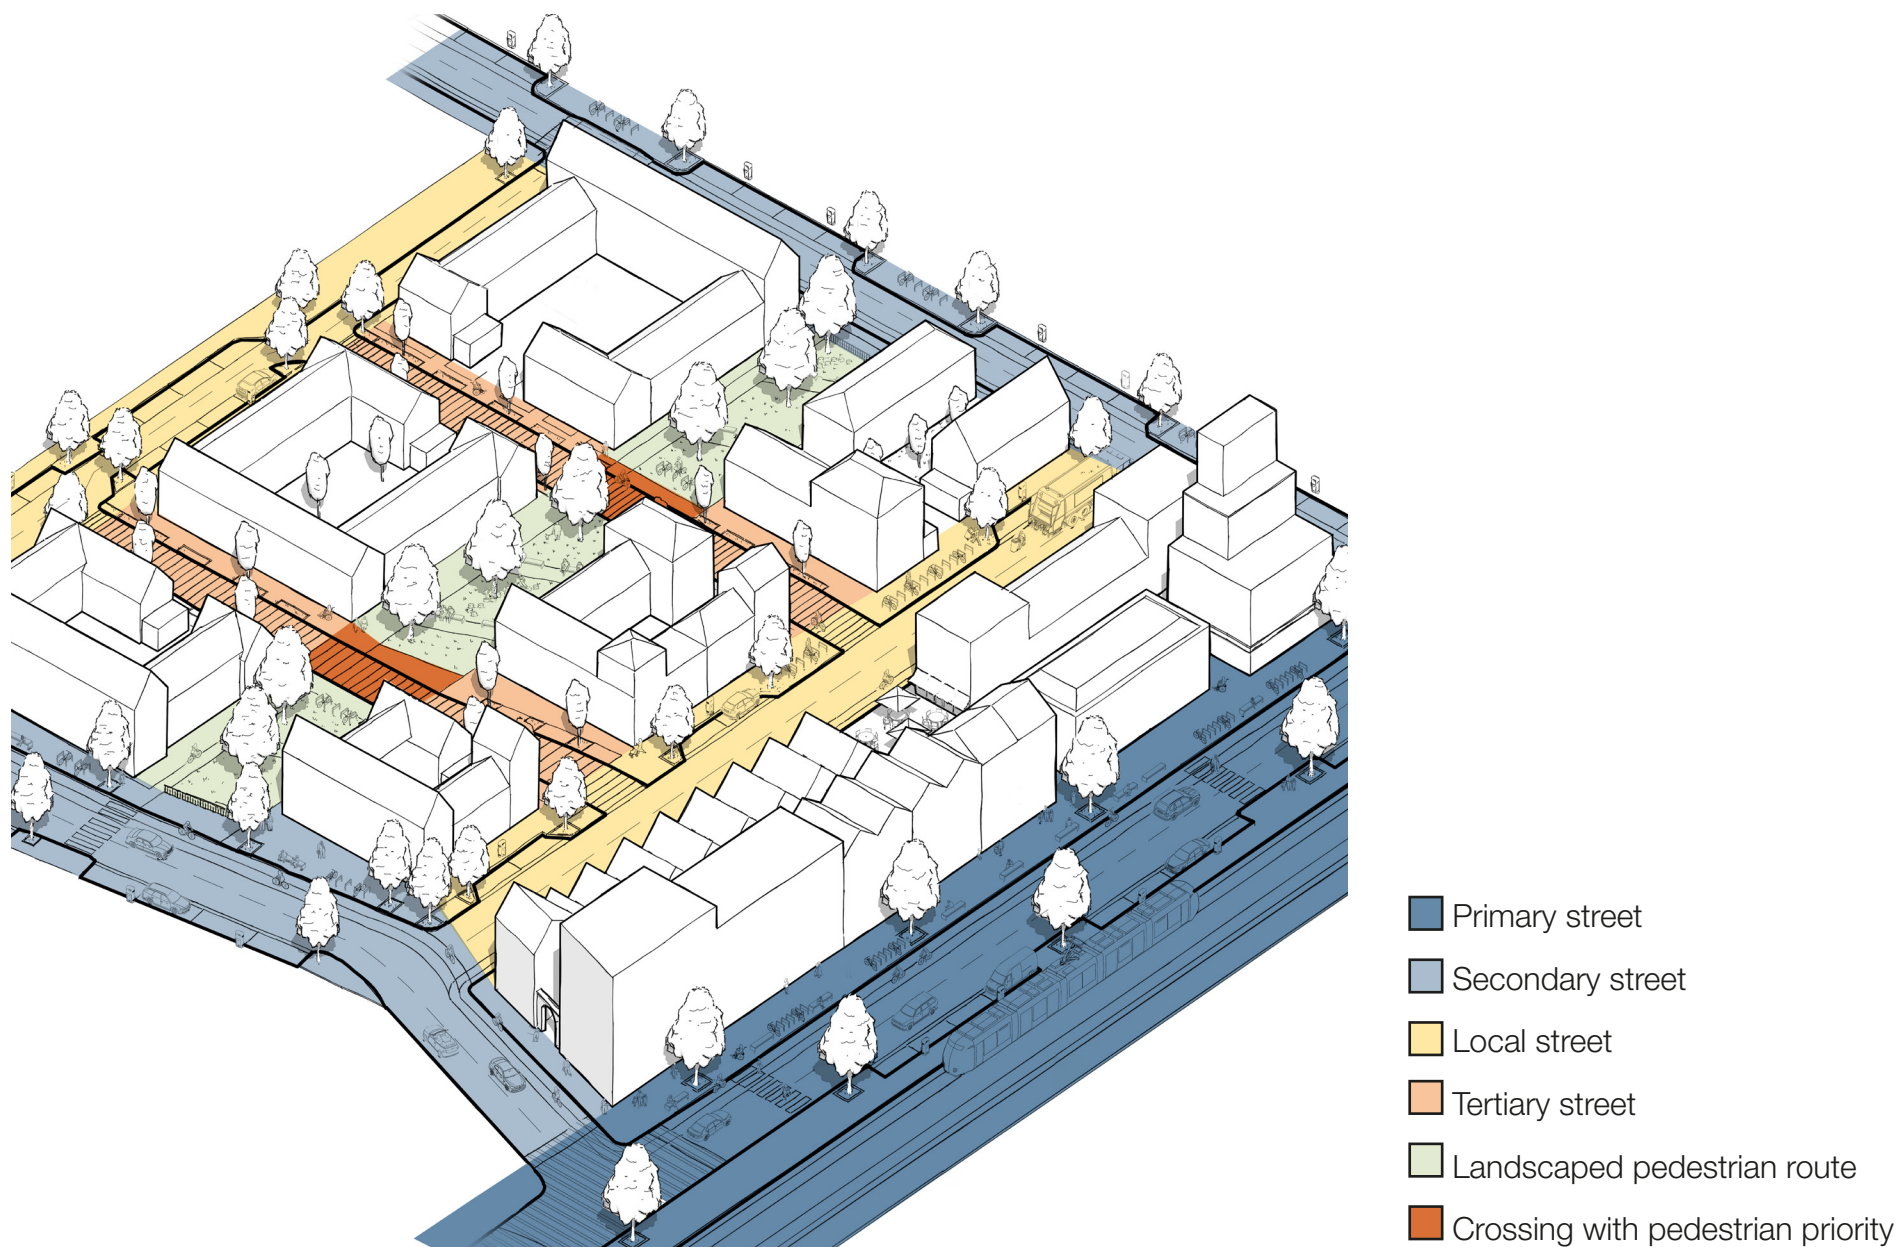 Primary street
Secondary street
Local street
Tertiary street
Landscaped pedestrian route
Crossing with pedestrian priority